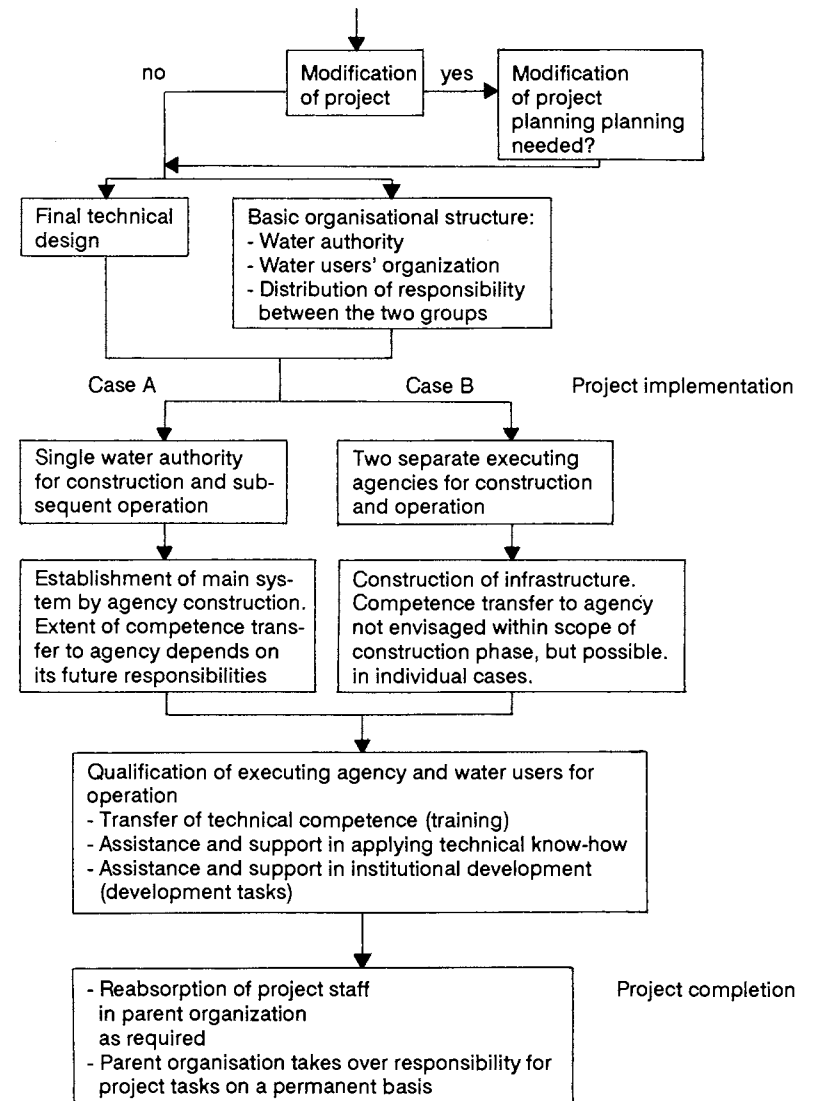 no
Modification
of project
yes
Modification
of project
planning planning
needed?
Final technical
design
Basic organisational structure:
- Water authority
- Water users' organization
- Distribution of responsibility
between the two groups
Case A
Case B
Project implementation
Single water authority
for construction and sub-
sequent operation
Two separate executing
agencies for construction
and operation
Establishment of main sys-
tem by agency construction.
Extent of competence trans-
fer to agency depends on
its future responsibilities
Construction of infrastructure.
Competence transfer to agency
not envisaged within scope of
construction phase, but possible.
in individual cases.
Qualification of executing agency and water users for
operation
- Transfer of technical competence (training)
- Assistance and support in applying technical know-how
- Assistance and support in institutional development
(development tasks)
- Reabsorption of project staff
in parent organization
as required
- Parent organisation takes over responsibility for
project tasks on a permanent basis
Project completion